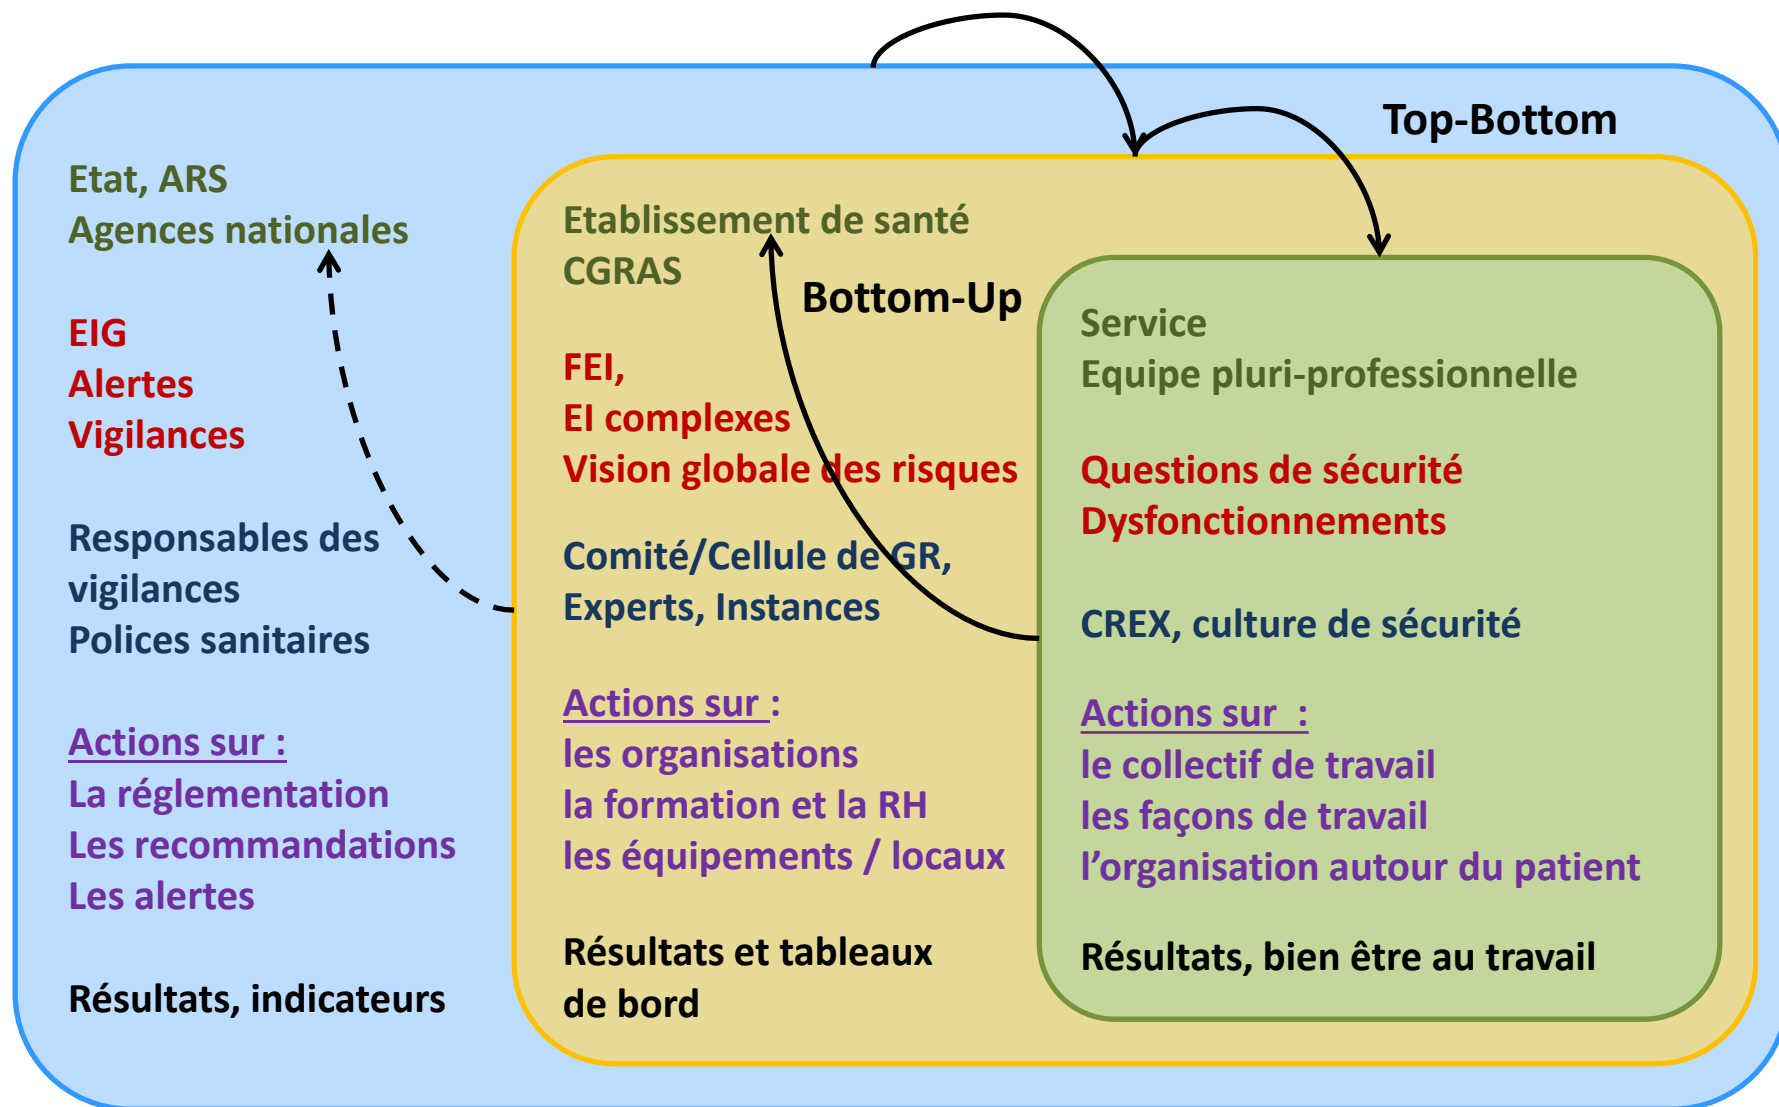 Top-Bottom
Etat, ARS
Agences nationales
EIG
Alertes
Vigilances
Responsables des
vigilances
Polices sanitaires
Actions sur :
La réglementation
Les recommandations
Les alertes
Résultats, indicateurs
Etablissement de santé
CGRAS
Bottom-Up
FEI,
EI complexes
Vision globale des risques
Comité/Cellule de GR,
Experts, Instances
Actions sur :
les organisations
la formation et la RH
les équipements / locaux
Résultats et tableaux
de bord
Service
Equipe pluri-professionnelle
Questions de sécurité
Dysfonctionnements
CREX, culture de sécurité
Actions sur :
le collectif de travail
les façons de travail
l’organisation autour du patient
Résultats, bien être au travail